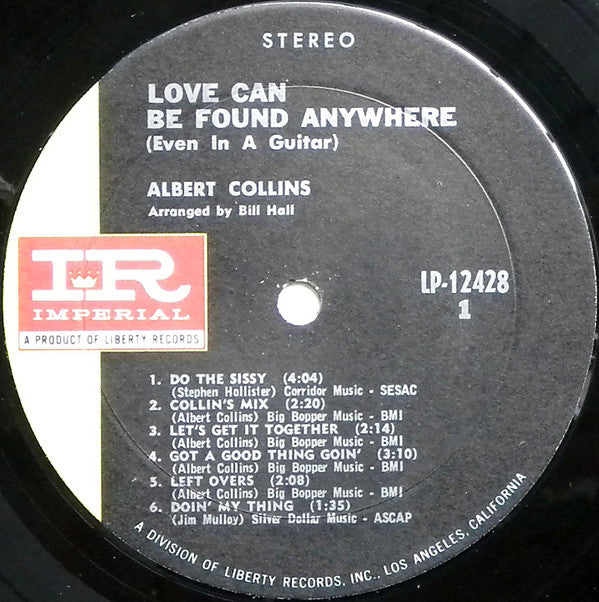 STEREO
LOVE CAN
BE FOUND ANYWHERE
(Even In A Guitar)
ALBERT COLLINS
Arranged by Bill Hall
IR
IMPERIAL
A PRODUCT OF LIBERTY RECORDS
LP-12428
1
1. DO THE SISSY (4:04)
(Stephen Hollister) Corridor Music - SESAC
2. COLLIN'S MIX (2:20)
(Albert Collins) Big Bopper Music - BMI
3. LET'S GET IT TOGETHER (2:14)
(Albert Collins) Big Bopper Music - BMI
4. GOT A GOOD THING GOIN' (3:10)
(Albert Collins) Big Bopper Music - BMI
5. LEFT OVERS (2:08)
(Albert Collins) Big Bopper Music - BMI
6. DOIN' MY THING (1:35)
(Jim Mulloy) Silver Dollar Music - ASCAP
A DIVISION OF LIBERTY RECORDS, INC., LOS ANGELES, CALIFORNIA